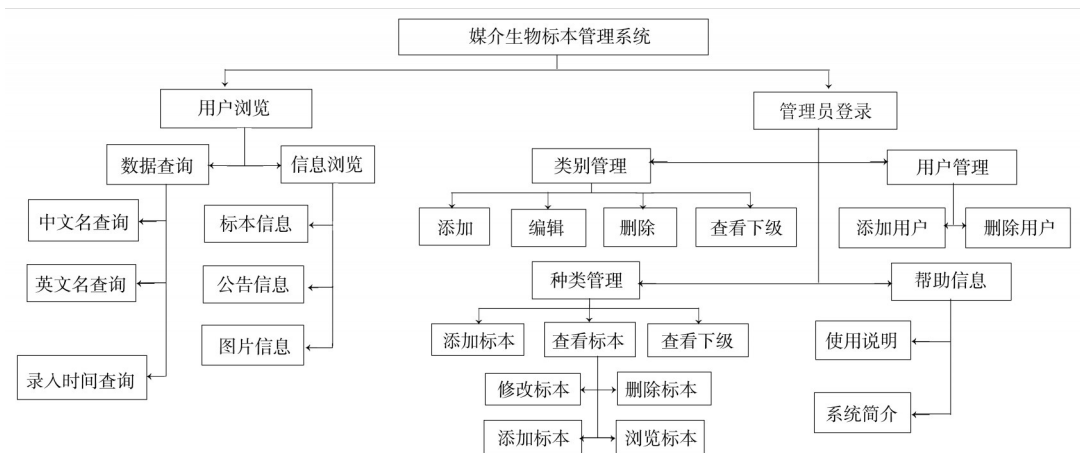 媒介生物标本管理系统
用户浏览
管理员登录
数据查询
信息浏览
类别管理
用户管理
中文名查询
标本信息
添加
编辑
删除
查看下级
添加用户
删除用户
英文名查询
公告信息
种类管理
帮助信息
图片信息
添加标本
查看标本
查看下级
使用说明
录入时间查询
修改标本
删除标本
系统简介
添加标本
浏览标本